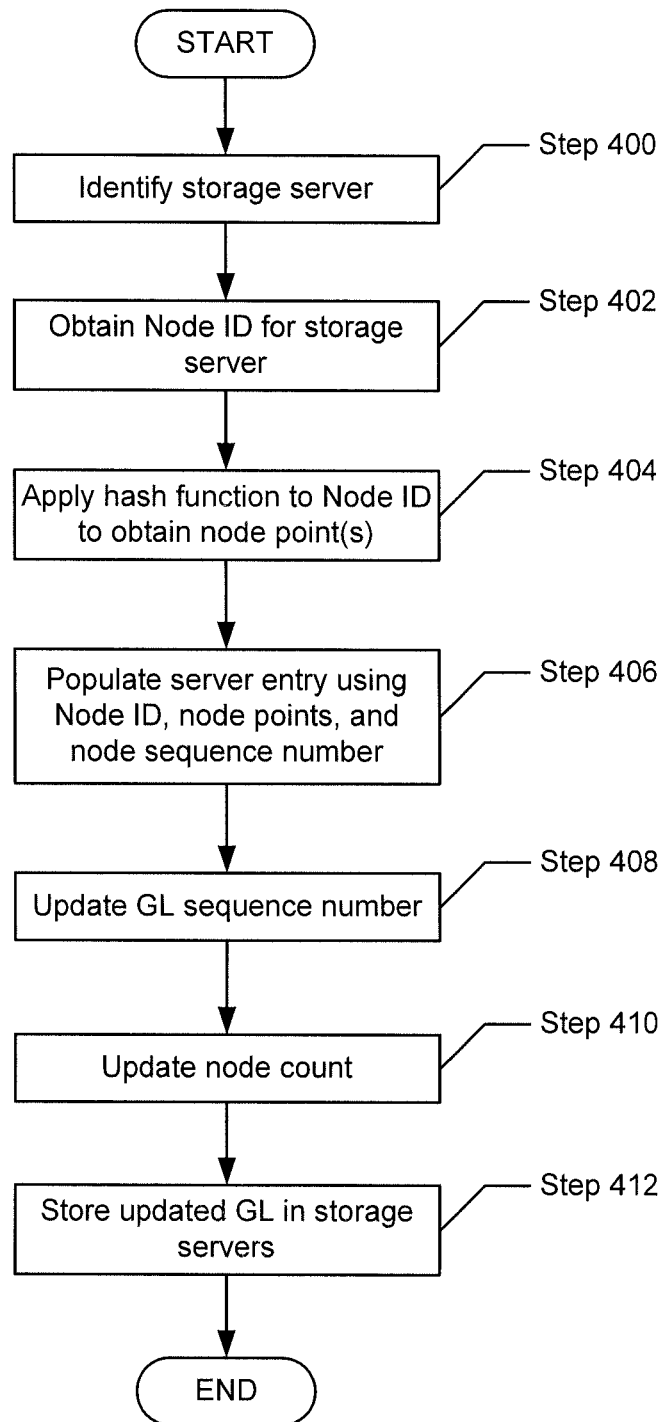 START
Step 400
Identify storage server
Step 402
Obtain Node ID for storage
server
Step 404
Apply hash function to Node ID
to obtain node point(s)
Step 406
Populate server entry using
Node ID, node points, and
node sequence number
Step 408
Update GL sequence number
Step 410
Update node count
Step 412
Store updated GL in storage
servers
END